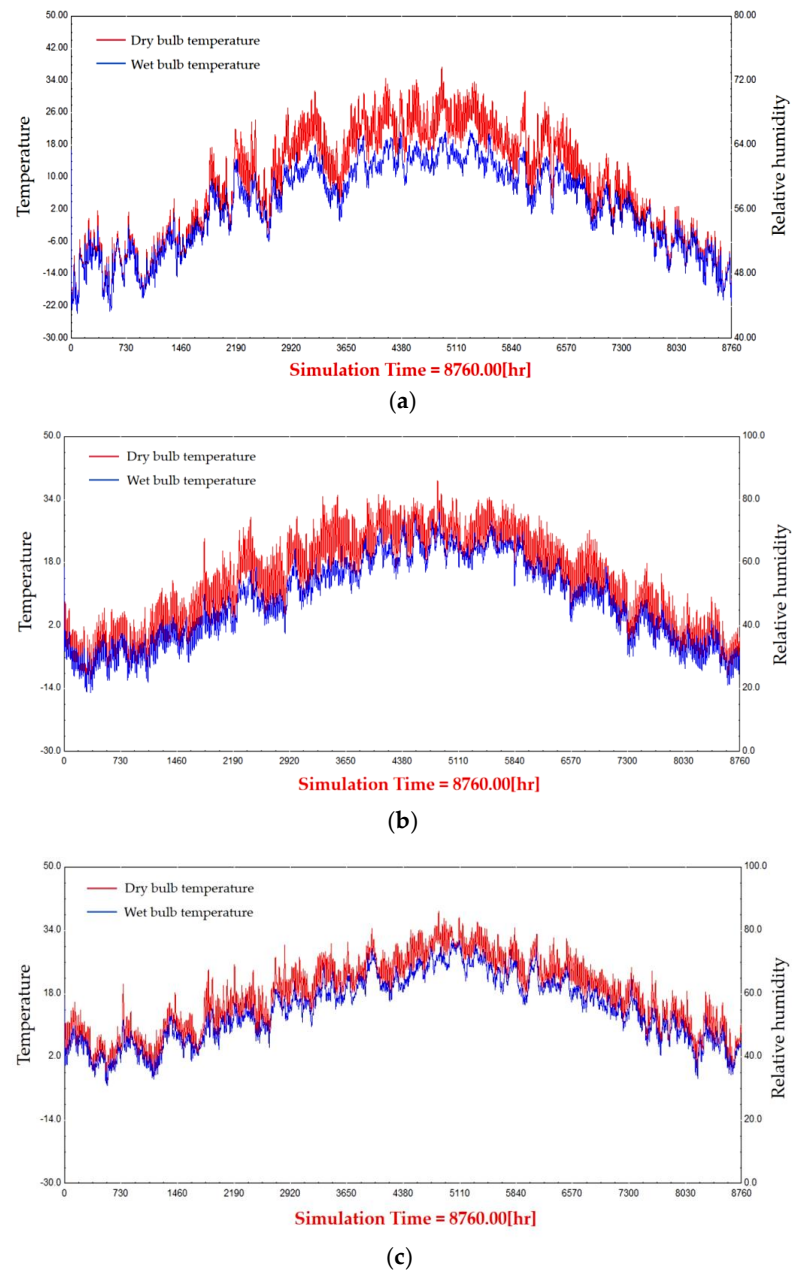 50.00
42.00
34.00
26.00
18.00
10.00
2.00
-6.00
-14.00
-22.00
-30.00
Temperature
Dry bulb temperature
Wet bulb temperature
80.00
72.00
64.00
56.00
48.00
40.00
Relative humidity
0 730 1460 2190 2920 3650 4380 5110 5840 6570 7300 8030 8760
Simulation Time = 8760.00[hr]
(a)
50.0
34.0
18.0
2.0
-14.0
-30.0
Temperature
Dry bulb temperature
Wet bulb temperature
100.0
80.0
60.0
40.0
20.0
0.0
Relative humidity
0 730 1460 2190 2920 3650 4380 5110 5840 6570 7300 8030 8760
Simulation Time = 8760.00[hr]
(b)
50.0
34.0
18.0
2.0
-14.0
-30.0
Temperature
Dry bulb temperature
Wet bulb temperature
100.0
80.0
60.0
40.0
20.0
0.0
Relative humidity
0 730 1460 2190 2920 3650 4380 5110 5840 6570 7300 8030 8760
Simulation Time = 8760.00[hr]
(c)